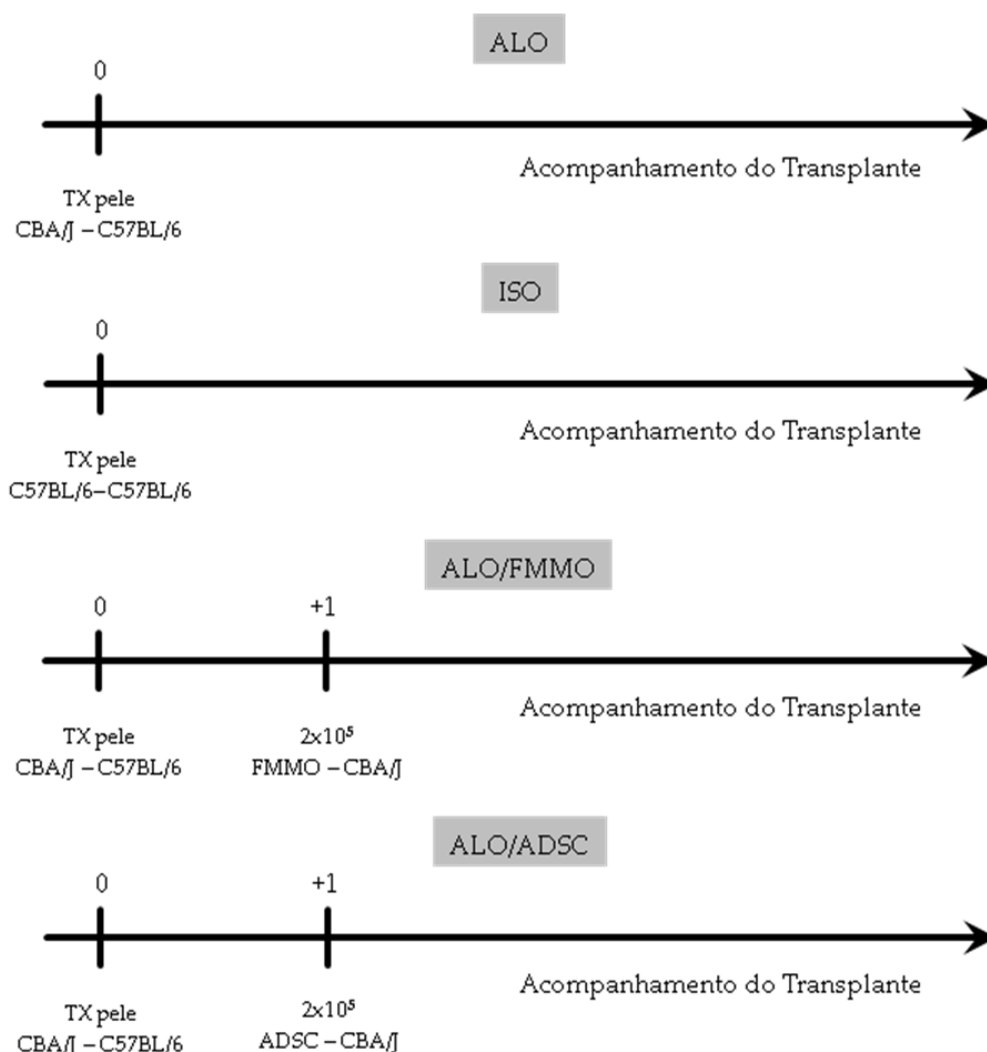 ALO
0
Acompanhamento do Transplante
TX pele
CBA/J – C57BL/6
ISO
0
Acompanhamento do Transplante
TX pele
C57BL/6–C57BL/6
ALO/FMMO
0
+1
Acompanhamento do Transplante
TX pele
CBA/J – C57BL/6
2x10⁵
FMMO – CBA/J
ALO/ADSC
0
+1
Acompanhamento do Transplante
TX pele
CBA/J – C57BL/6
2x10⁵
ADSC – CBA/J